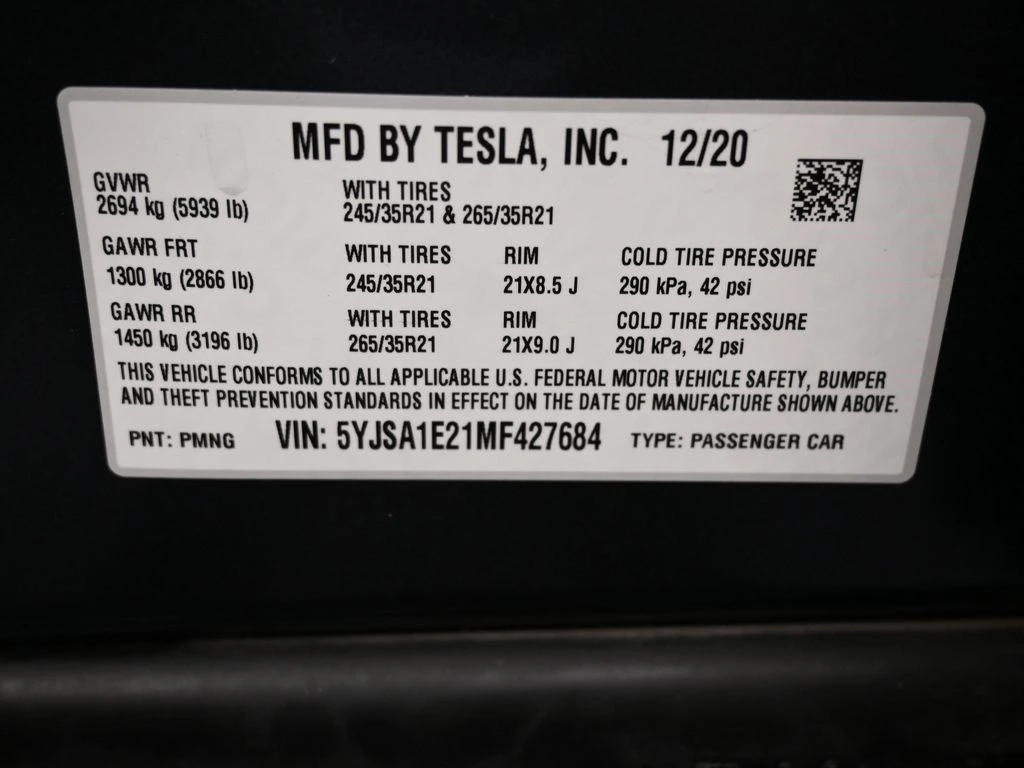 MFD BY TESLA, INC. 12/20
GVWR
2694 kg (5939 lb)
WITH TIRES
245/35R21 & 265/35R21
GAWR FRT WITH TIRES RIM COLD TIRE PRESSURE
1300 kg (2866 lb) 245/35R21 21X8.5 J 290 kPa, 42 psi
GAWR RR WITH TIRES RIM COLD TIRE PRESSURE
1450 kg (3196 lb) 265/35R21 21X9.0 J 290 kPa, 42 psi
THIS VEHICLE CONFORMS TO ALL APPLICABLE U.S. FEDERAL MOTOR VEHICLE SAFETY, BUMPER
AND THEFT PREVENTION STANDARDS IN EFFECT ON THE DATE OF MANUFACTURE SHOWN ABOVE.
PNT: PMNG VIN: 5YJSA1E21MF427684 TYPE: PASSENGER CAR